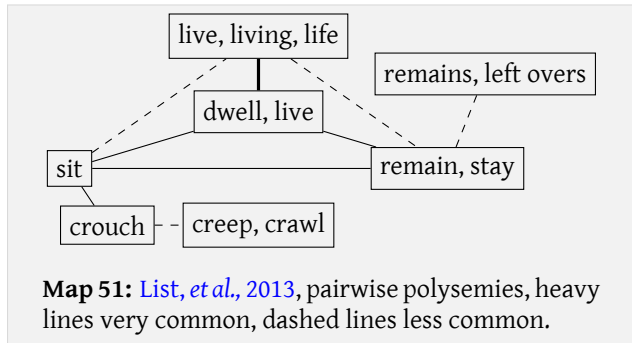 live, living, life
remains, left overs
dwell, live
sit
remain, stay
crouch
creep, crawl
Map 51: List, et al., 2013, pairwise polysemies, heavy
lines very common, dashed lines less common.